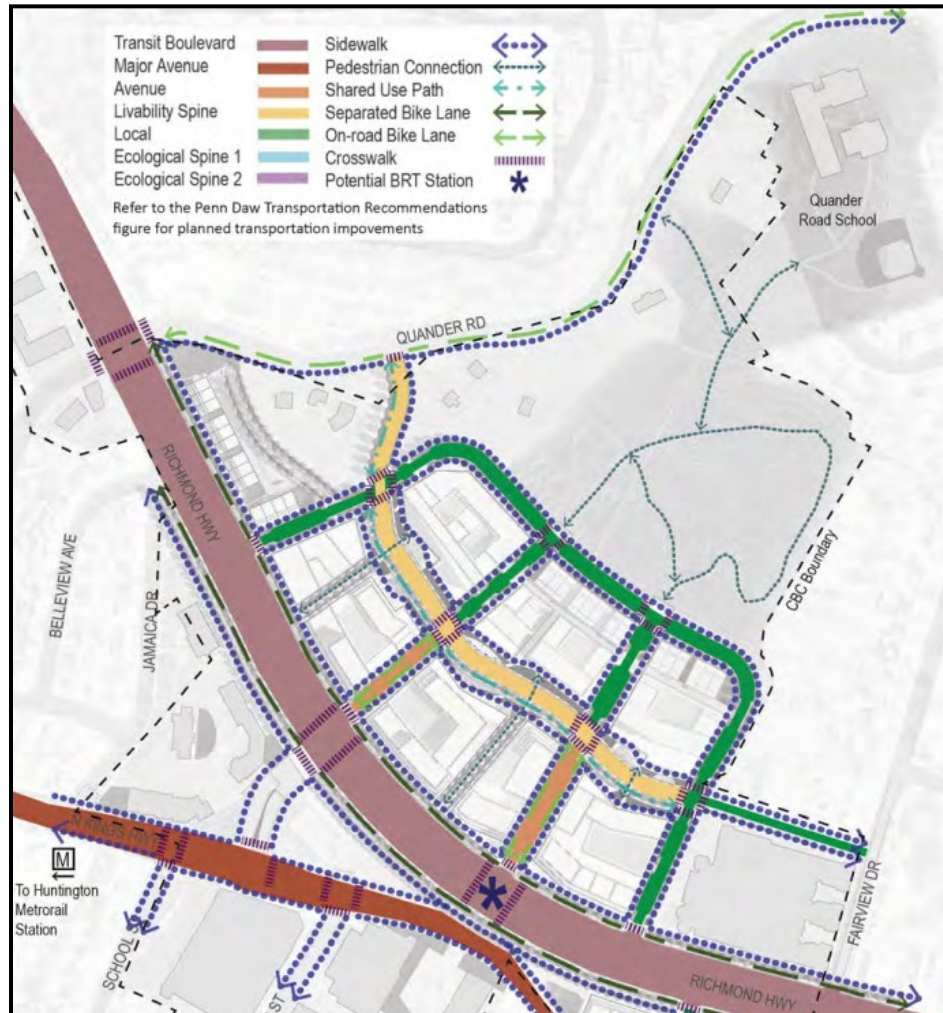 Transit Boulevard
Major Avenue
Avenue
Livability Spine
Local
Ecological Spine 1
Ecological Spine 2
Sidewalk
Pedestrian Connection
Shared Use Path
Separated Bike Lane
On-road Bike Lane
Crosswalk
Potential BRT Station
Refer to the Penn Daw Transportation Recommendations
figure for planned transportation impovements
Quander
Road School
QUANDER RD
RICHMOND HWY
BELLEVIEW AVE
JAMAICA DR
CBC Boundary
N KINGS HWY
M
To Huntington
Metrorail
Station
SCHOOL ST
ST
FAIRVIEW DR
RICHMOND HWY